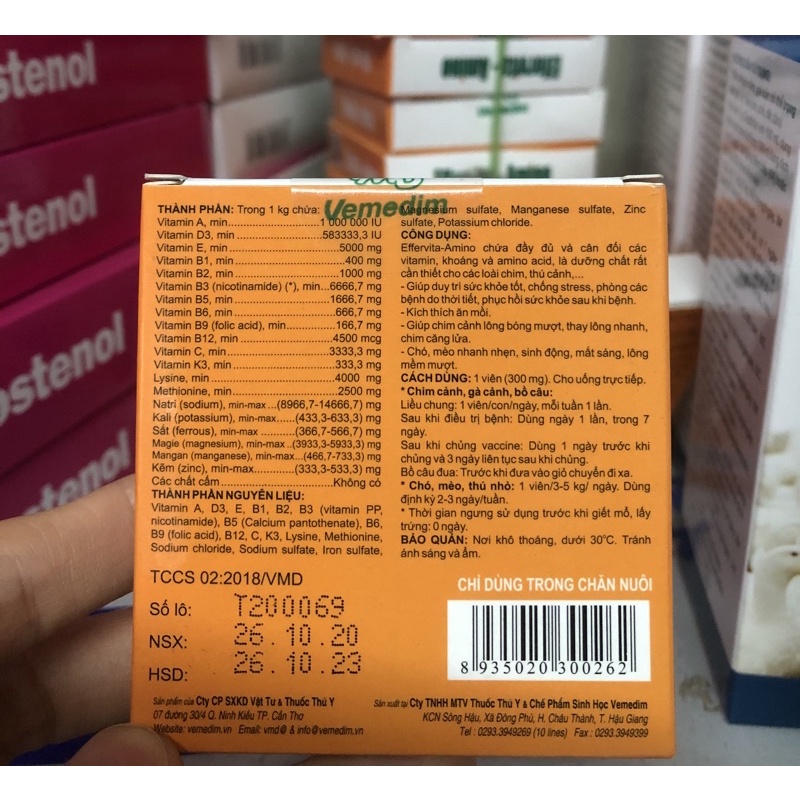 stenol
stenol
ostenol
stenol
Effervita - Amino
Vemedim
THÀNH PHẦN: Trong 1 kg chứa:
Vitamin A, min....................1 000 000 IU
Vitamin D3, min....................583333,3 IU
Vitamin E, min....................5000 mg
Vitamin B1, min....................400 mg
Vitamin B2, min....................1000 mg
Vitamin B3 (nicotinamide) (*), min...6666,7 mg
Vitamin B5, min....................1666,7 mg
Vitamin B6, min....................666,7 mg
Vitamin B9 (folic acid), min............166,7 mg
Vitamin B12, min....................4500 mcg
Vitamin C, min....................3333,3 mg
Vitamin K3, min....................333,3 mg
Lysine, min....................4000 mg
Methionine, min....................2500 mg
Natri (sodium), min-max ...(8966,7-14666,7) mg
Kali (potassium), min-max......(433,3-633,3) mg
Sắt (ferrous), min-max ...........(366,7-566,7) mg
Magie (magnesium), min-max ..(3933,3-5933,3) mg
Mangan (manganese), min-max....(466,7-733,3) mg
Kẽm (zinc), min-max..............(333,3-533,3) mg
Các chất cấm....................Không có
THÀNH PHẦN NGUYÊN LIỆU:
Vitamin A, D3, E, B1, B2, B3 (vitamin PP,
nicotinamide), B5 (Calcium pantothenate), B6,
B9 (folic acid), B12, C, K3, Lysine, Methionine,
Sodium chloride, Sodium sulfate, Iron sulfate,
Magnesium sulfate, Manganese sulfate, Zinc
sulfate, Potassium chloride.
CÔNG DỤNG:
Effervita-Amino chứa đầy đủ và cân đối các
vitamin, khoáng và amino acid, là dưỡng chất rất
cần thiết cho các loài chim, thú cảnh,...
- Giúp duy trì sức khỏe tốt, chống stress, phòng các
bệnh do thời tiết, phục hồi sức khỏe sau khi bệnh.
- Kích thích ăn mồi.
- Giúp chim cảnh lông bóng mượt, thay lông nhanh,
chim căng lửa.
- Chó, mèo nhanh nhẹn, sinh động, mắt sáng, lông
mềm mượt.
CÁCH DÙNG: 1 viên (300 mg). Cho uống trực tiếp.
* Chim cảnh, gà cảnh, bồ câu:
Liều chung: 1 viên/con/ngày, mỗi tuần 1 lần.
Sau khi điều trị bệnh: Dùng ngày 1 lần, trong 7
ngày.
Sau khi chủng vaccine: Dùng 1 ngày trước khi
chủng và 3 ngày liên tục sau khi chủng.
Bồ câu đua: Trước khi đưa vào giỏ chuyển đi xa.
* Chó, mèo, thú nhỏ: 1 viên/3-5 kg/ ngày. Dùng
định kỳ 2-3 ngày/tuần.
* Thời gian ngưng sử dụng trước khi giết mổ, lấy
trứng: 0 ngày.
BẢO QUẢN: Nơi khô thoáng, dưới 30°C. Tránh
ánh sáng và ẩm.
TCCS 02:2018/VMD
Số lô: T200069
NSX: 26.10.20
HSD: 26.10.23
CHỈ DÙNG TRONG CHĂN NUÔI
8 935020 300262
Sản phẩm của Cty CP SXKD Vật Tư & Thuốc Thú Y
07 đường 30/4 Q. Ninh Kiều TP. Cần Thơ
Website: vemedim.vn Email: vmd@ & info@vemedim.vn
Sản xuất tại Cty TNHH MTV Thuốc Thú Y & Chế Phẩm Sinh Học Vemedim
KCN Sông Hậu, Xã Đông Phú, H. Châu Thành, T. Hậu Giang
Tel : 0293.3949269 (10 lines) Fax : 0293.3949399